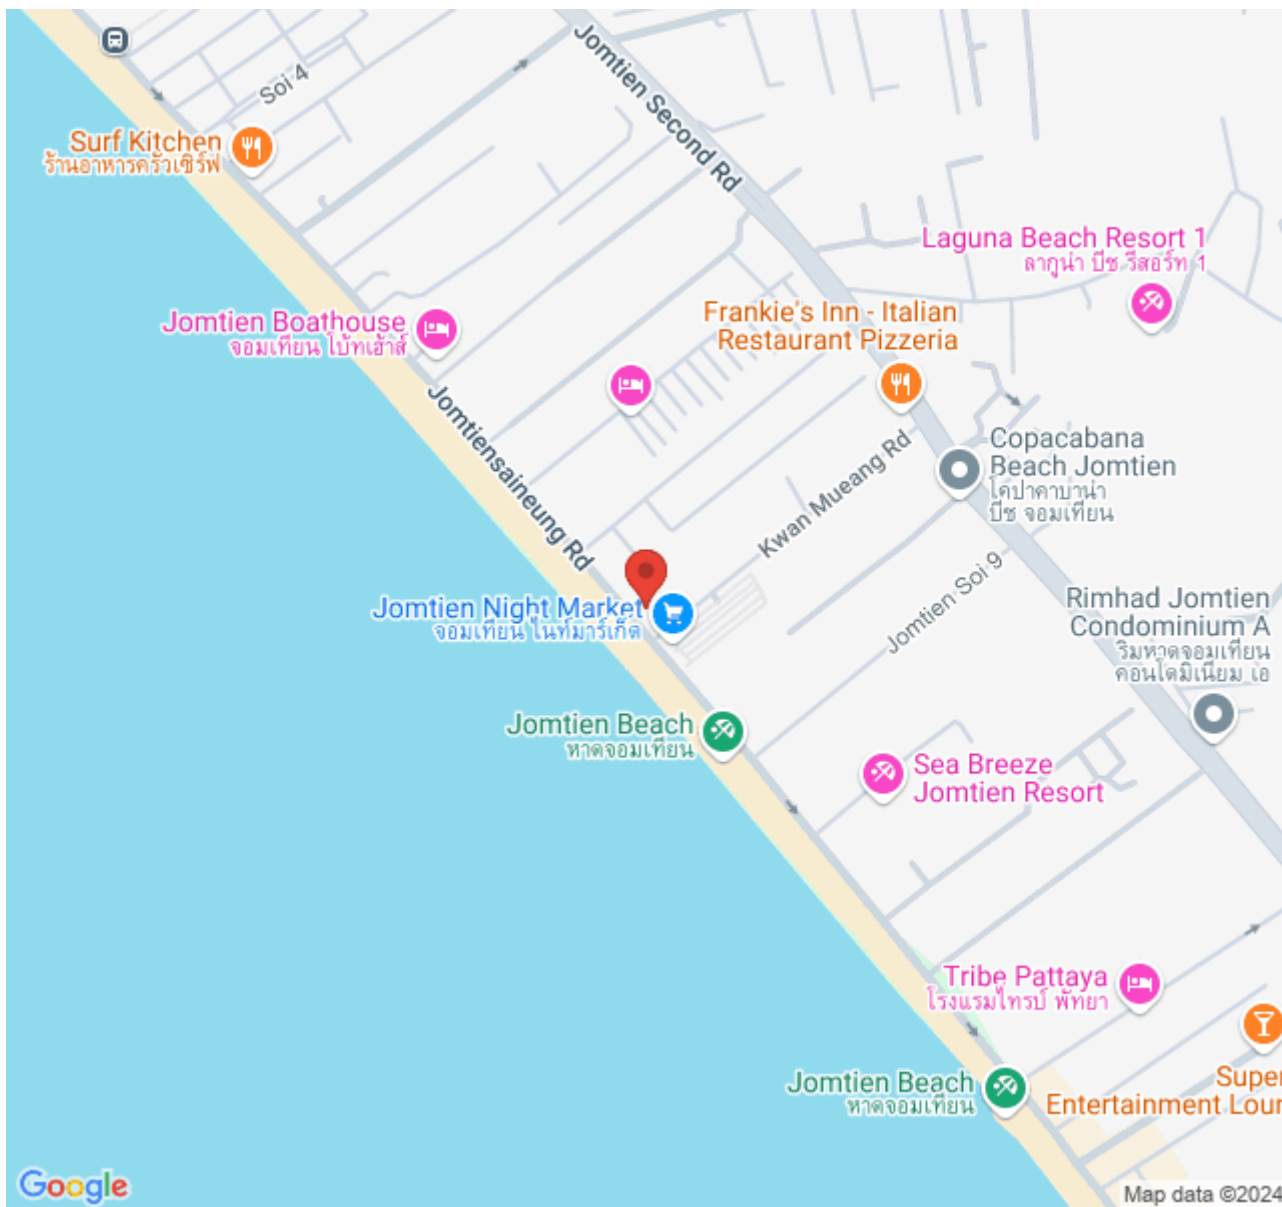 Soi 4
Jomtien Second Rd
Surf Kitchen
ร้านอาหารครัวเซิร์ฟ
Laguna Beach Resort 1
ลากูน่า บีช รีสอร์ท 1
Jomtien Boathouse
จอมเทียน โบ้ทเฮ้าส์
Frankie's Inn - Italian
Restaurant Pizzeria
Jomtiensaineung Rd
Kwan Mueang Rd
Copacabana
Beach Jomtien
โคปาคาบาน่า
บีช จอมเทียน
Jomtien Soi 9
Jomtien Night Market
จอมเทียน ไนท์มาร์เก็ต
Rimhad Jomtien
Condominium A
ริมหาดจอมเทียน
คอนโดมิเนียม เอ
Jomtien Beach
หาดจอมเทียน
Sea Breeze
Jomtien Resort
Tribe Pattaya
โรงแรมไทรบ์ พัทยา
Jomtien Beach
หาดจอมเทียน
Super
Entertainment Lour
Google
Map data ©2024